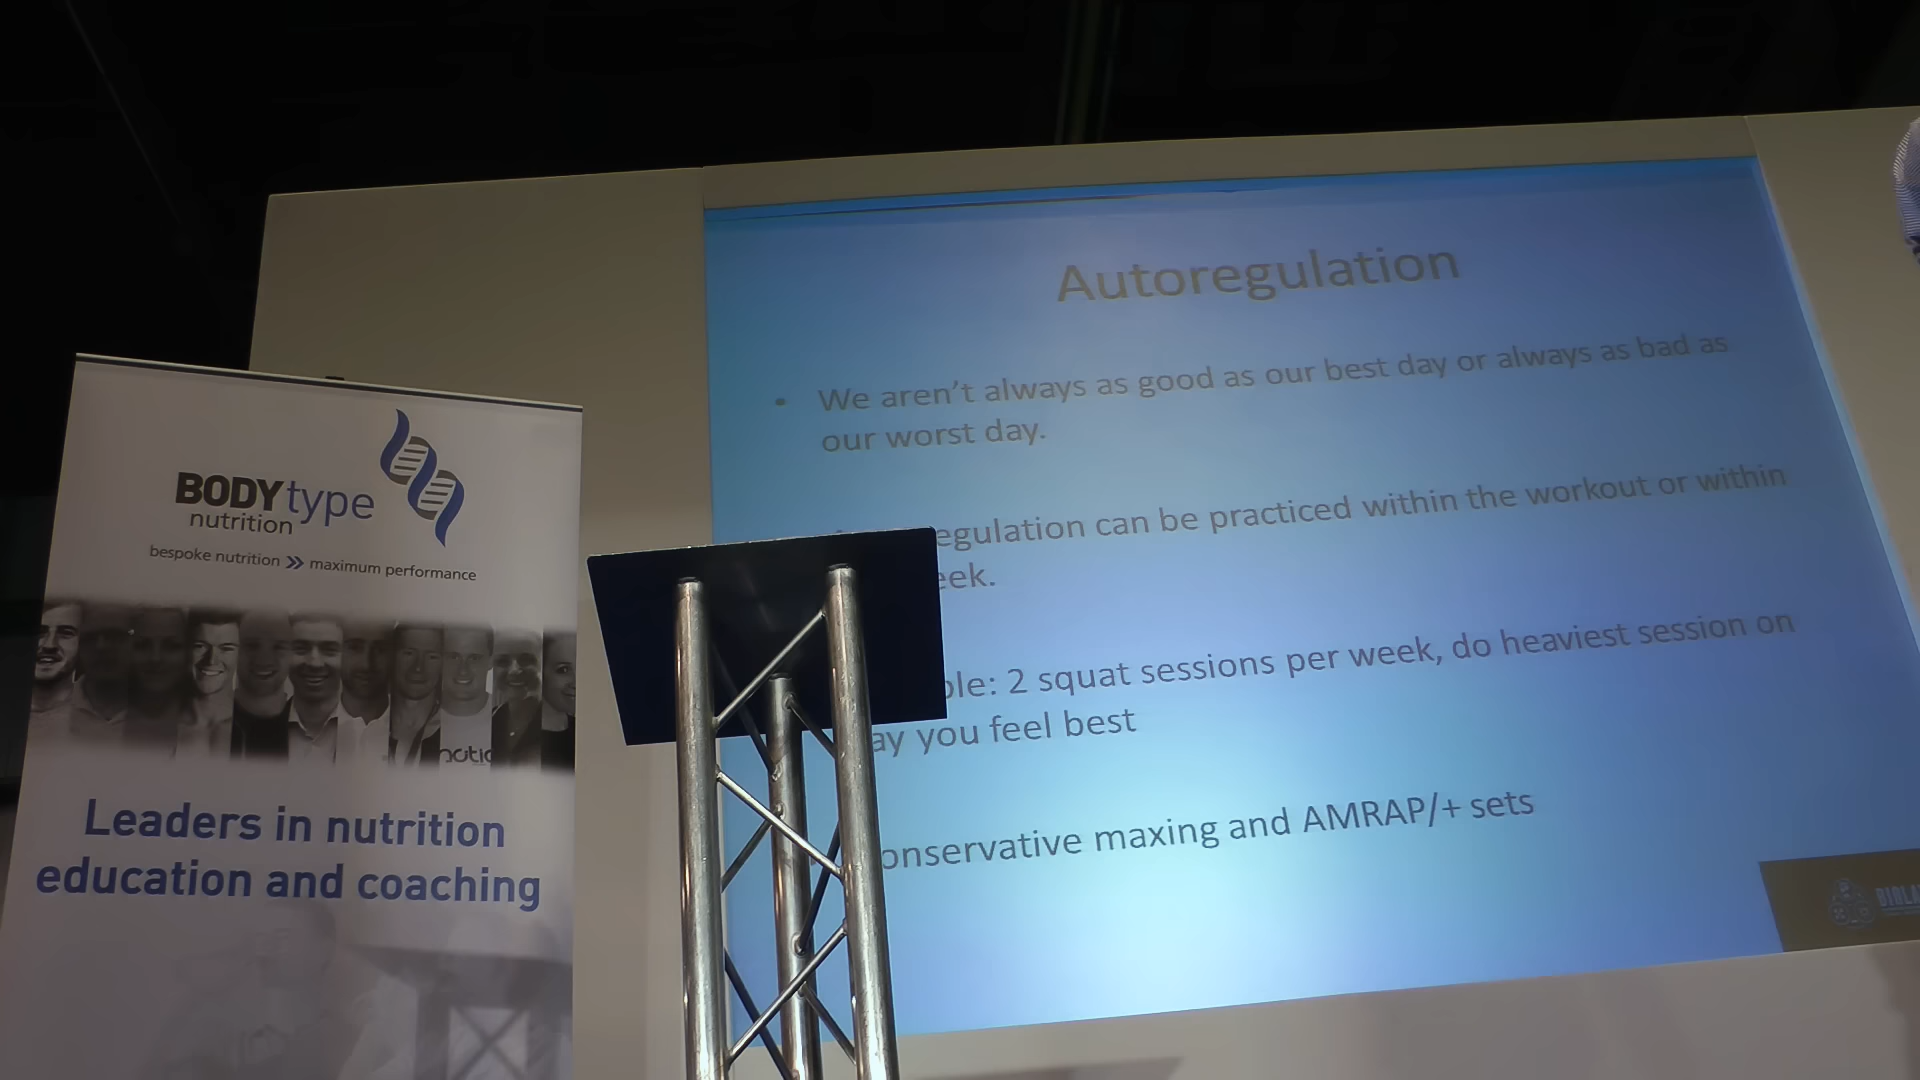 BODYtype
nutrition
bespoke nutrition » maximum performance
Leaders in nutrition
education and coaching
Autoregulation
• We aren't always as good as our best day or always as bad as
our worst day.
egulation can be practiced within the workout or within
eek.
ple: 2 squat sessions per week, do heaviest session on
ay you feel best
onservative maxing and AMRAP/+ sets